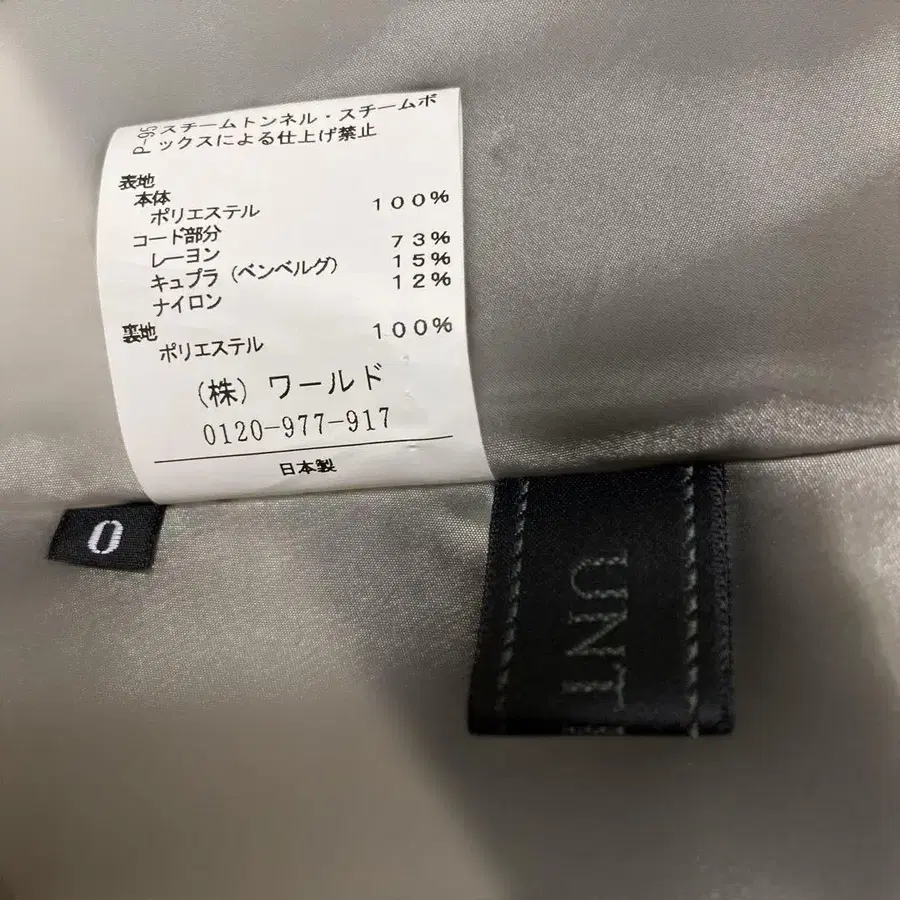 P-95
スチームトンネル・スチームボ
ックスによる仕上げ禁止
表地
本体
ポリエステル 100%
コード部分
レーヨン 73%
キュプラ(ベンベルグ) 15%
ナイロン 12%
裏地
ポリエステル 100%
(株)ワールド
0120-977-917
日本製
0
UNT